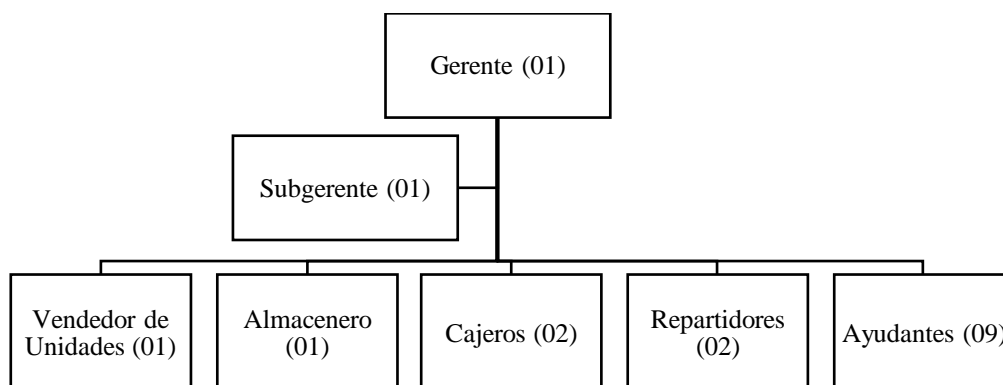 Gerente (01)
Subgerente (01)
Vendedor de
Unidades (01)
Almacenero
(01)
Cajeros (02)
Repartidores
(02)
Ayudantes (09)